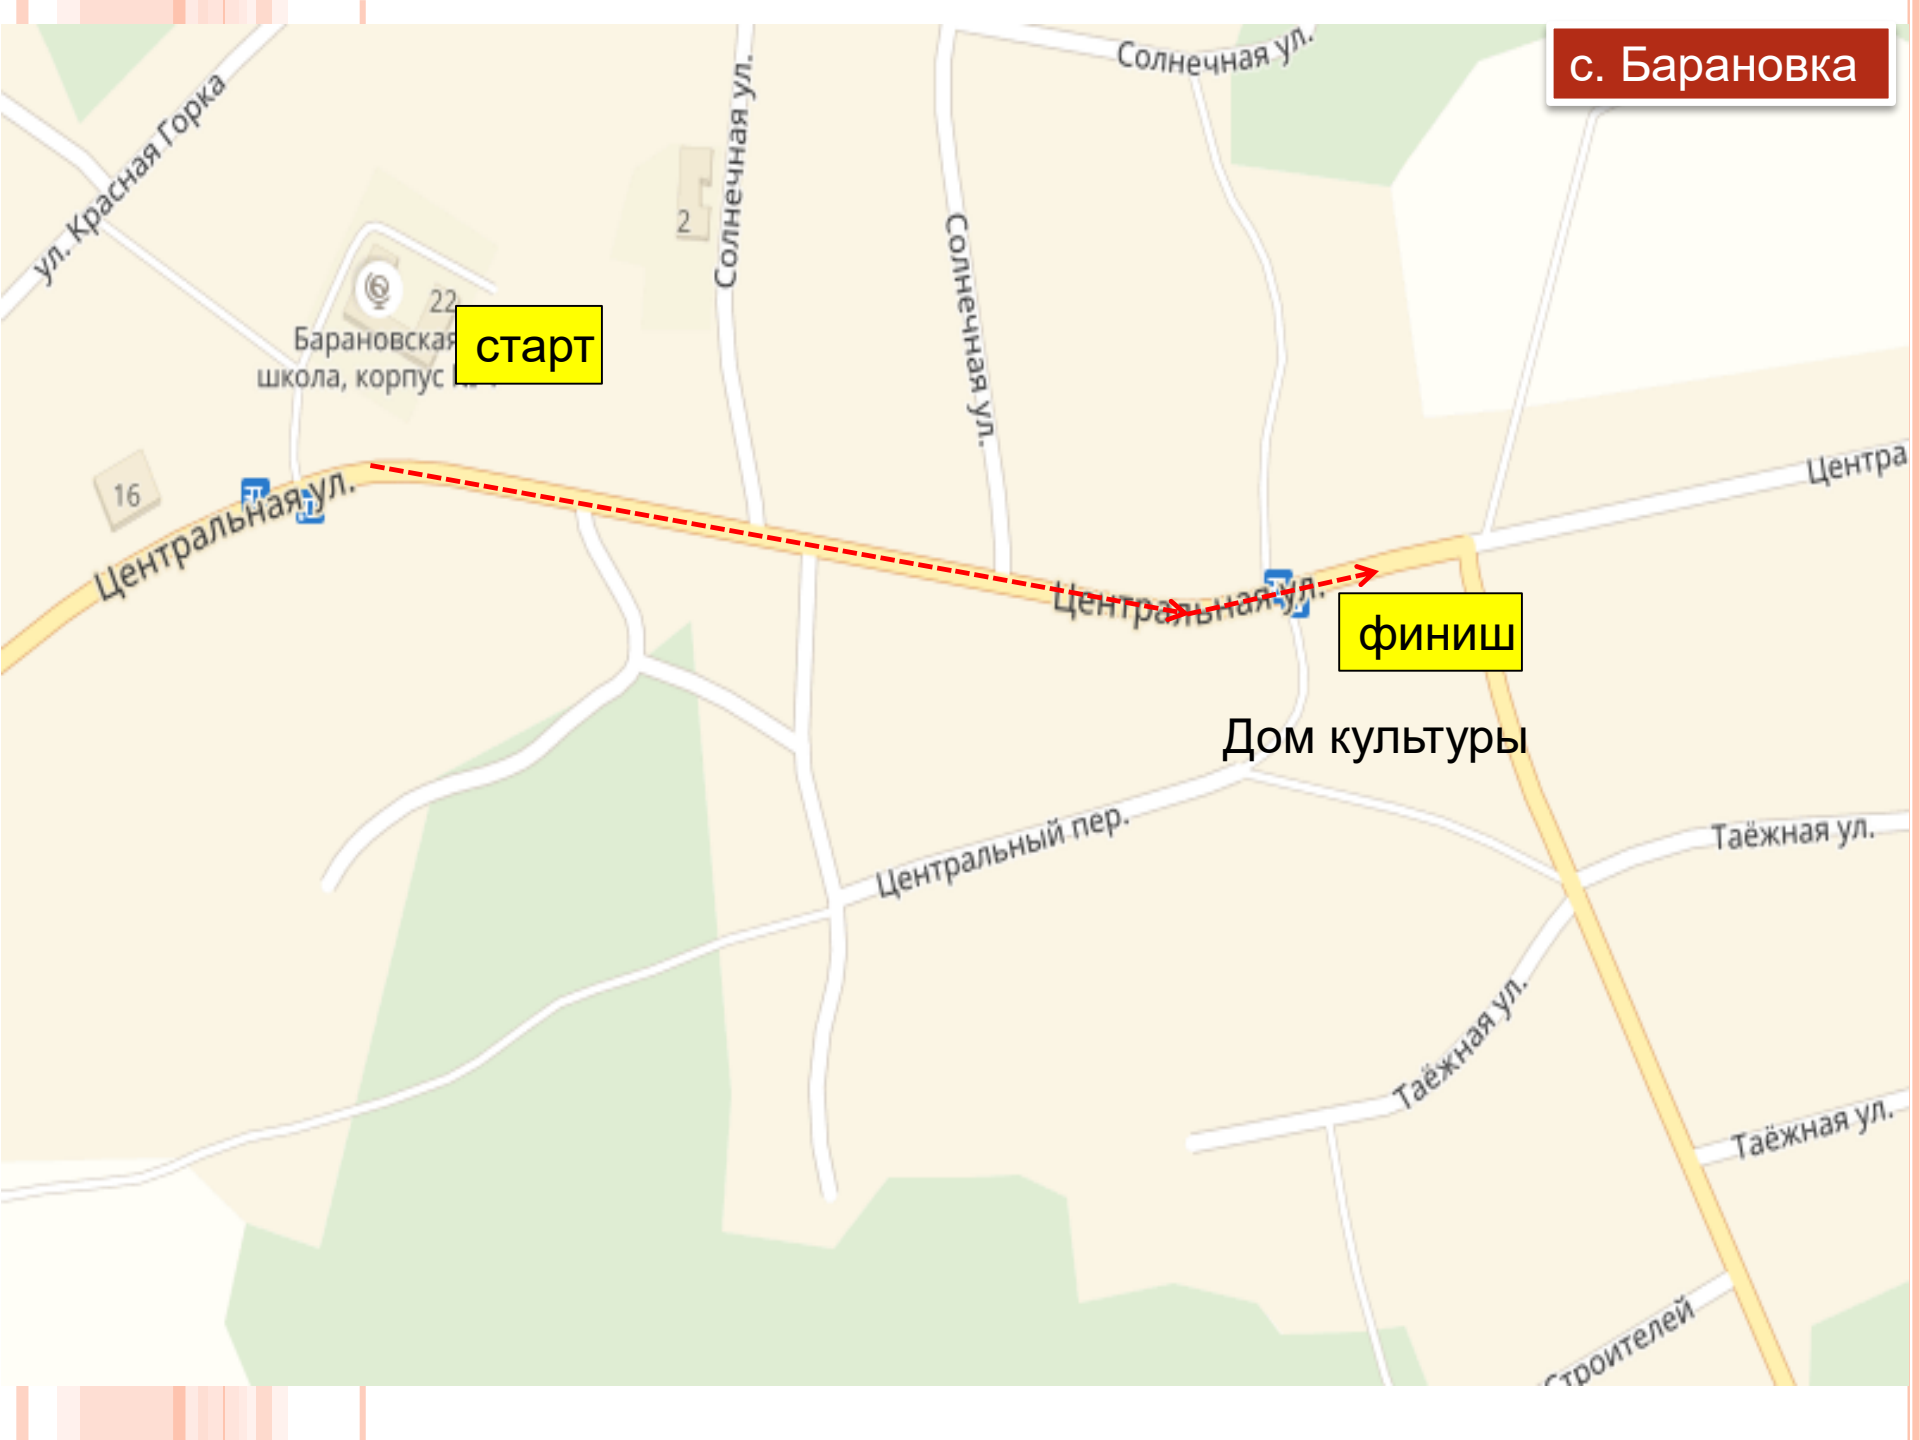 Солнечная ул.
с. Барановка
ул. Красная Горка
Солнечная ул.
2
Солнечная ул.
22
Барановская
школа, корпус
старт
16
Центральная ул.
Центра
Центральная ул.
финиш
Дом культуры
Центральный пер.
Таёжная ул.
Таёжная ул.
Таёжная ул.
Строителей